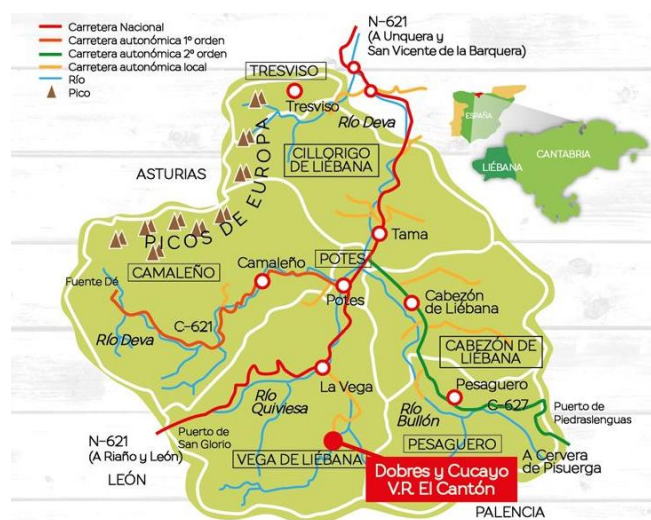 Carretera Nacional
Carretera autonómica 1º orden
Carretera autonómica 2º orden
Carretera autonómica local
Río
Pico
N-621
(A Unquera y
San Vicente de la Barquera)
TRESVISO
Tresviso
Río Deva
ESPAÑA
CANTABRIA
LIÉBANA
CILLORIGO
DE LIÉBANA
ASTURIAS
PICOS DE EUROPA
Tama
CAMALEÑO
Camaleño
POTES
Potes
Fuente Dé
Río Deva
C-621
Cabezón
de Liébana
CABEZÓN
DE LIÉBANA
La Vega
Pesaguero
C-627
Puerto de
Piedraslenguas
Río
Quiviesa
Río
Bullón
Puerto de
San Glorio
N-621
(A Riaño y León)
VEGA DE LIÉBANA
PESAGUERO
A Cervera
de Pisuerga
LEÓN
Dobres y Cucayo
V.R. El Cantón
PALENCIA